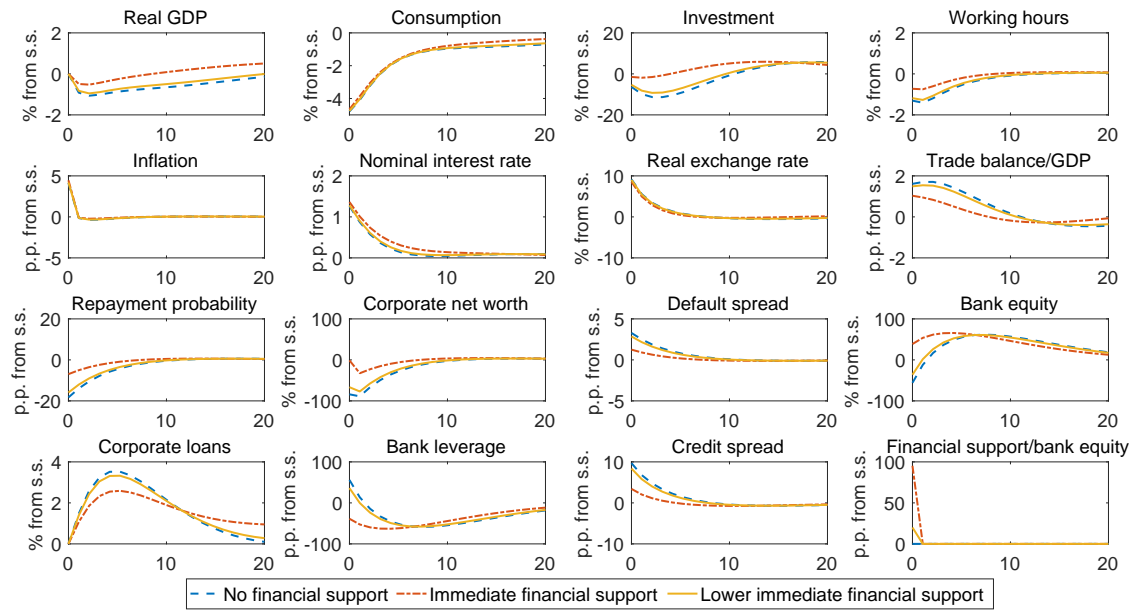 Real GDP
Consumption
Investment
Working hours
% from s.s.
2
0
-2
0
10
20
% from s.s.
0
-2
-4
0
10
20
% from s.s.
20
0
-20
0
10
20
% from s.s.
2
0
-2
0
10
20
Inflation
Nominal interest rate
Real exchange rate
Trade balance/GDP
p.p. from s.s.
5
0
-5
0
10
20
p.p. from s.s.
2
1
0
0
10
20
% from s.s.
10
0
-10
0
10
20
p.p. from s.s.
2
0
-2
0
10
20
Repayment probability
Corporate net worth
Default spread
Bank equity
p.p. from s.s.
20
0
-20
0
10
20
% from s.s.
100
0
-100
0
10
20
p.p. from s.s.
5
0
-5
0
10
20
% from s.s.
100
0
-100
0
10
20
Corporate loans
Bank leverage
Credit spread
Financial support/bank equity
% from s.s.
4
2
0
0
10
20
p.p. from s.s.
100
0
-100
0
10
20
p.p. from s.s.
10
0
-10
0
10
20
p.p. from s.s.
100
50
0
0
10
20
No financial support
Immediate financial support
Lower immediate financial support